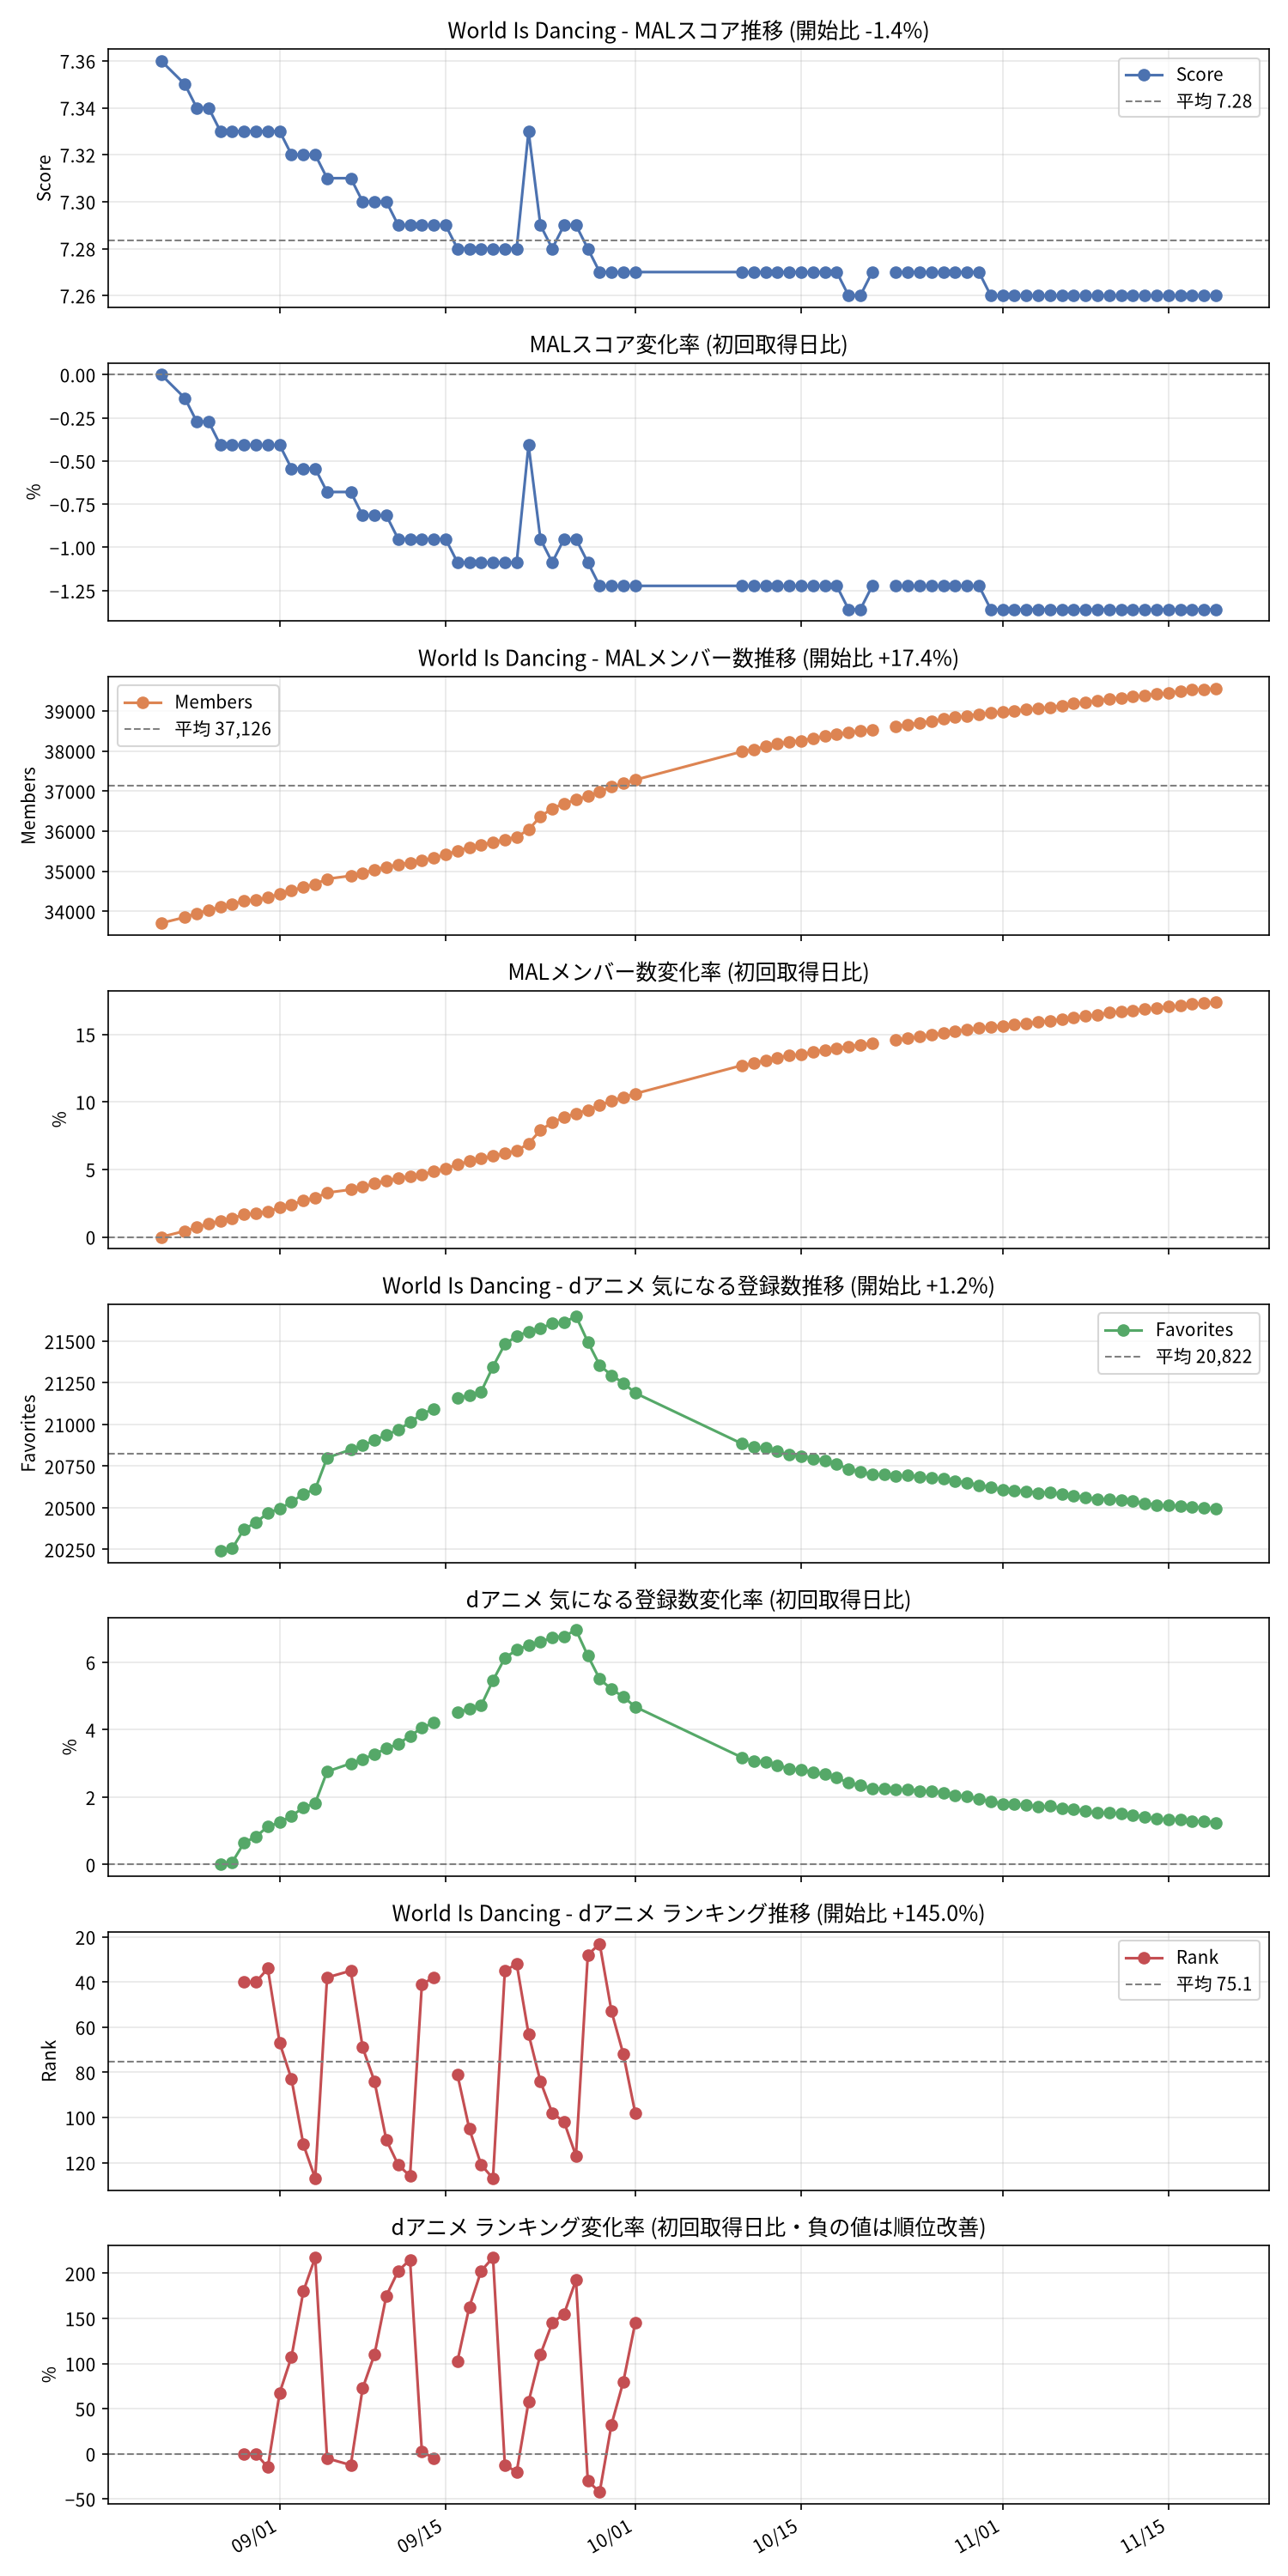 World Is Dancing - MALスコア推移 (開始比 -1.4%)
Score
7.36
7.34
7.32
7.30
7.28
7.26
Score
平均 7.28
MALスコア変化率 (初回取得日比)
%
0.00
−0.25
−0.50
−0.75
−1.00
−1.25
World Is Dancing - MALメンバー数推移 (開始比 +17.4%)
Members
39000
38000
37000
36000
35000
34000
Members
平均 37,126
MALメンバー数変化率 (初回取得日比)
%
15
10
5
0
World Is Dancing - dアニメ 気になる登録数推移 (開始比 +1.2%)
Favorites
21500
21250
21000
20750
20500
20250
Favorites
平均 20,822
dアニメ 気になる登録数変化率 (初回取得日比)
%
6
4
2
0
World Is Dancing - dアニメ ランキング推移 (開始比 +145.0%)
Rank
20
40
60
80
100
120
Rank
平均 75.1
dアニメ ランキング変化率 (初回取得日比・負の値は順位改善)
%
200
150
100
50
0
−50
09/01
09/15
10/01
10/15
11/01
11/15